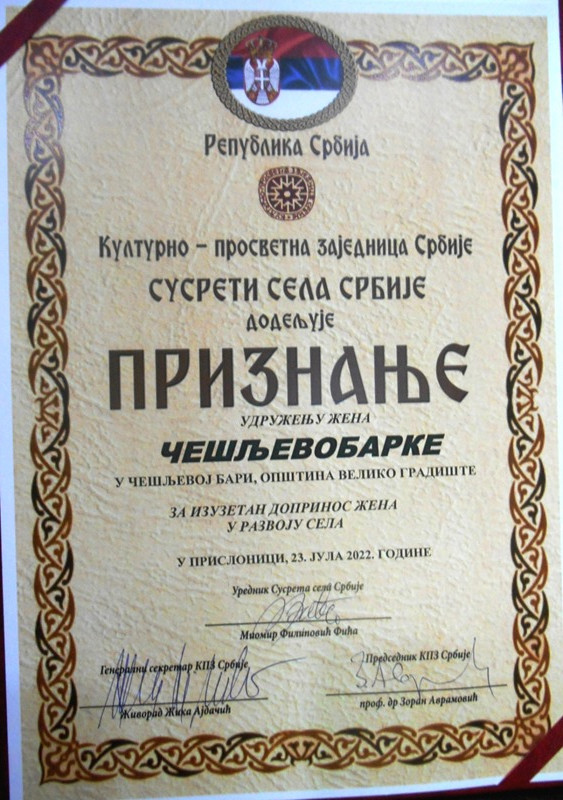 Република Србија
Културно – просветна заједница Србије
СУСРЕТИ СЕЛА СРБИЈЕ
додељује
ПРИЗНАЊЕ
УДРУЖЕЊУ ЖЕНА
ЧЕШЉЕВОБАРКЕ
У ЧЕШЉЕВОЈ БАРИ, ОПШТИНА ВЕЛИКО ГРАДИШТЕ
ЗА ИЗУЗЕТАН ДОПРИНОС ЖЕНА
У РАЗВОЈУ СЕЛА
У ПРИСЛОНИЦИ, 23. ЈУЛА 2022. ГОДИНЕ
Уредник Сусрета села Србије
Миомир Филиповић Фића
Генерални секретар КПЗ Србије
Живорад Жика Ајдачић
Председник КПЗ Србије
проф. др Зоран Аврамовић